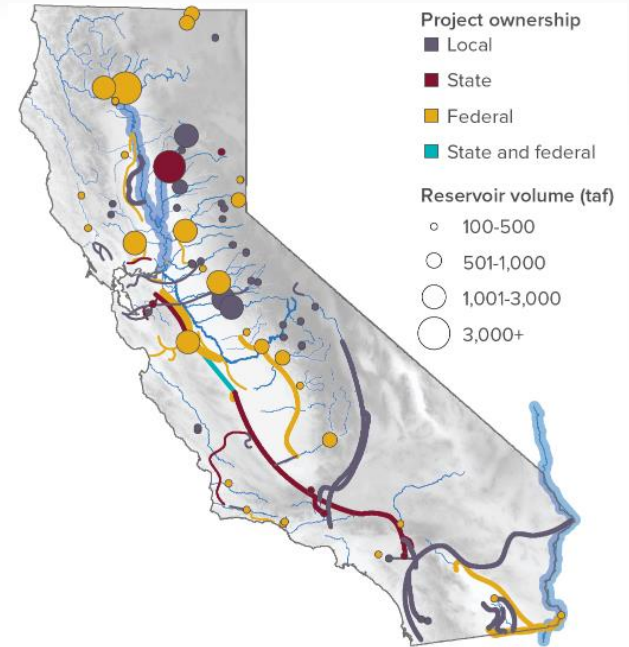 Project ownership
Local
State
Federal
State and federal
Reservoir volume (taf)
100-500
501-1,000
1,001-3,000
3,000+